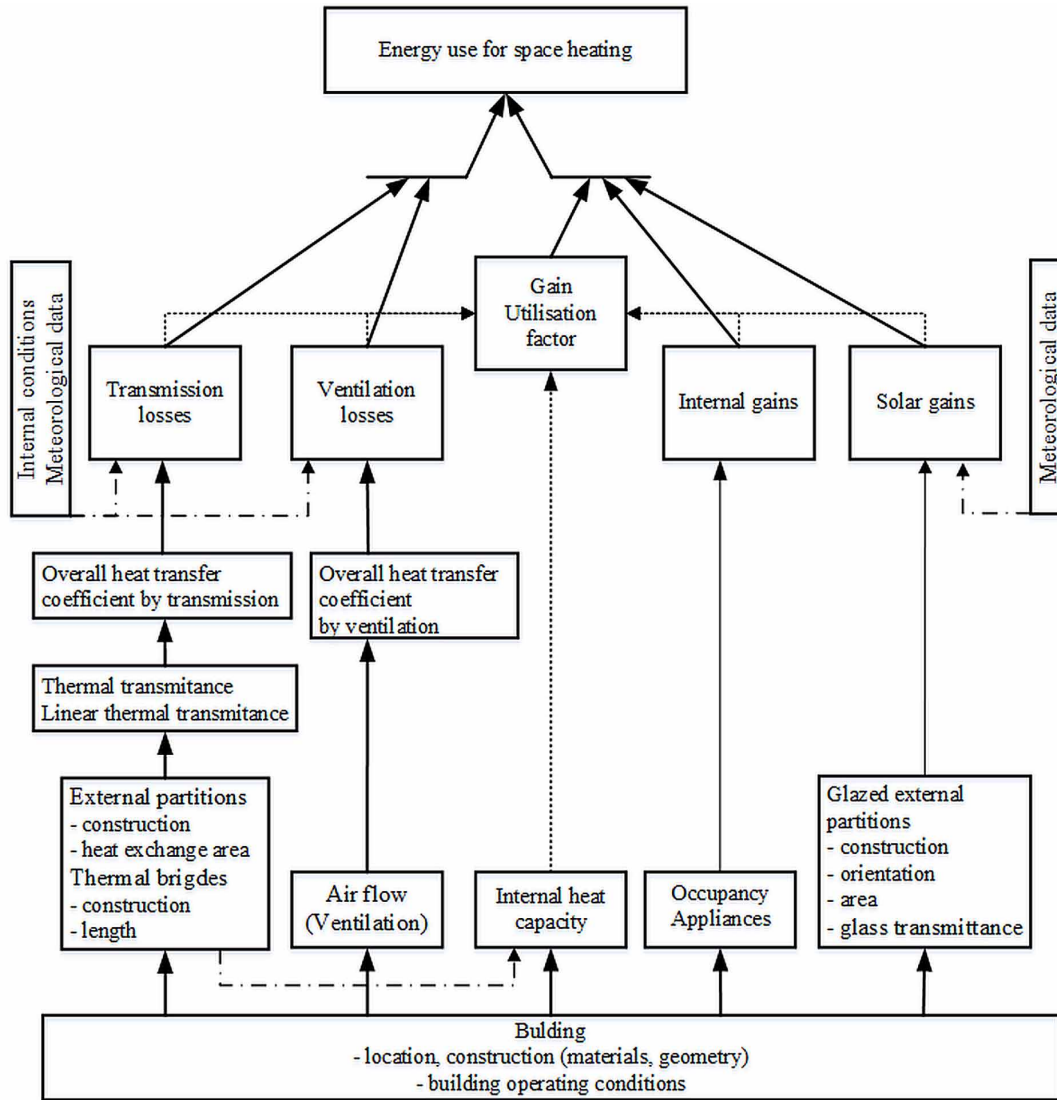 Energy use for space heating
Gain
Utilisation
factor
Internal conditions
Meteorological data
Transmission
losses
Ventilation
losses
Internal gains
Solar gains
Meteorological data
Overall heat transfer
coefficient by transmission
Overall heat transfer
coefficient
by ventilation
Thermal transmitance
Linear thermal transmitance
External partitions
- construction
- heat exchange area
Thermal brigdes
- construction
- length
Air flow
(Ventilation)
Internal heat
capacity
Occupancy
Appliances
Glazed external
partitions
- construction
- orientation
- area
- glass transmittance
Bulding
- location, construction (materials, geometry)
- building operating conditions